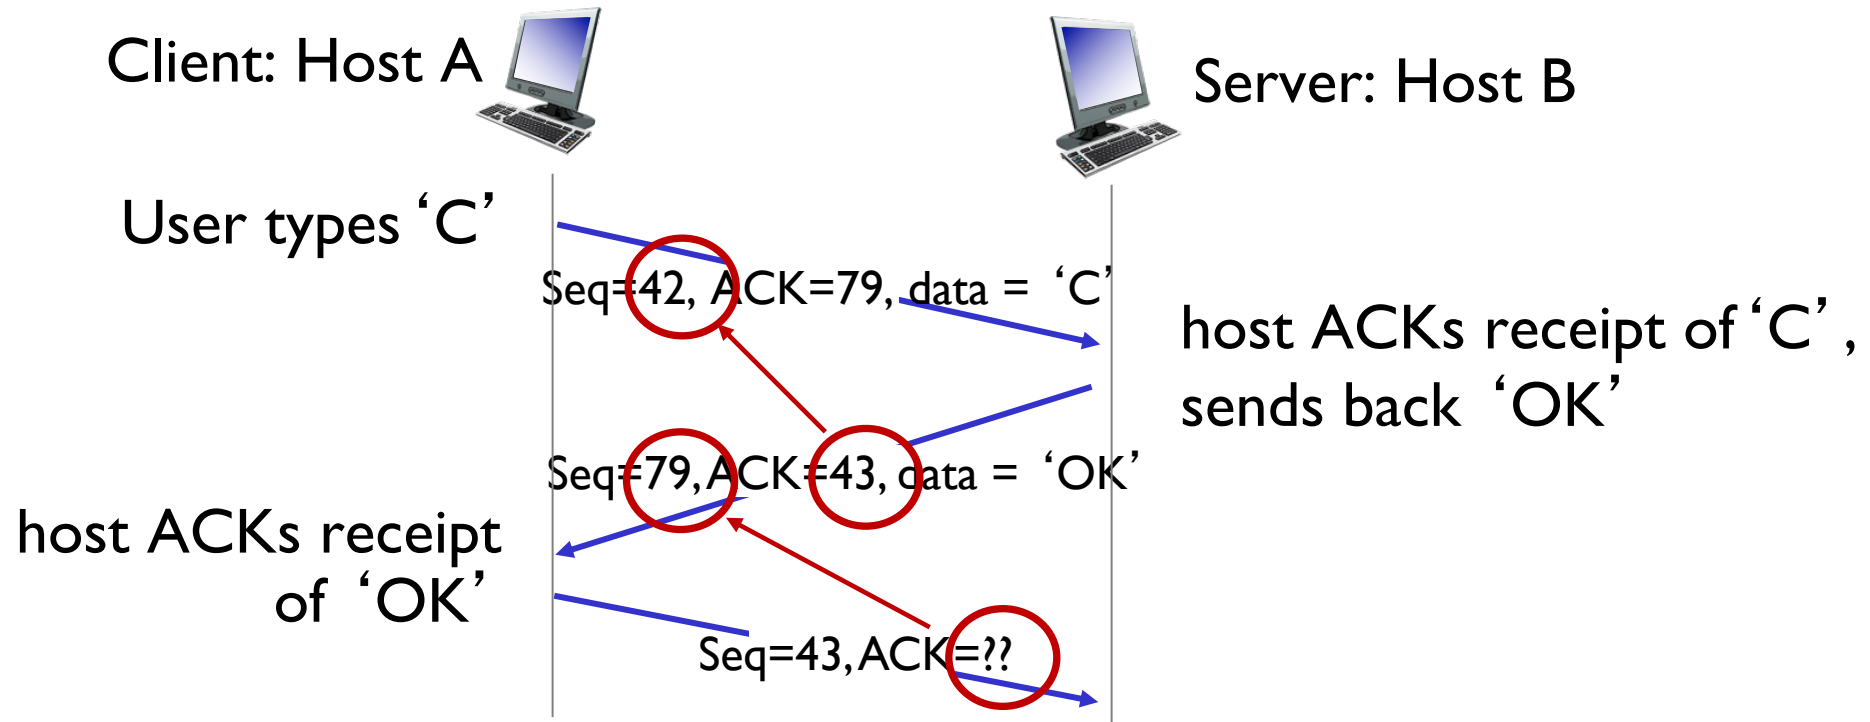 Client: Host A
Server: Host B
User types ‘C’
Seq=42, ACK=79, data = ‘C’
host ACKs receipt of ‘C’,
sends back ‘OK’
Seq=79, ACK=43, data = ‘OK’
host ACKs receipt
of ‘OK’
Seq=43, ACK=??